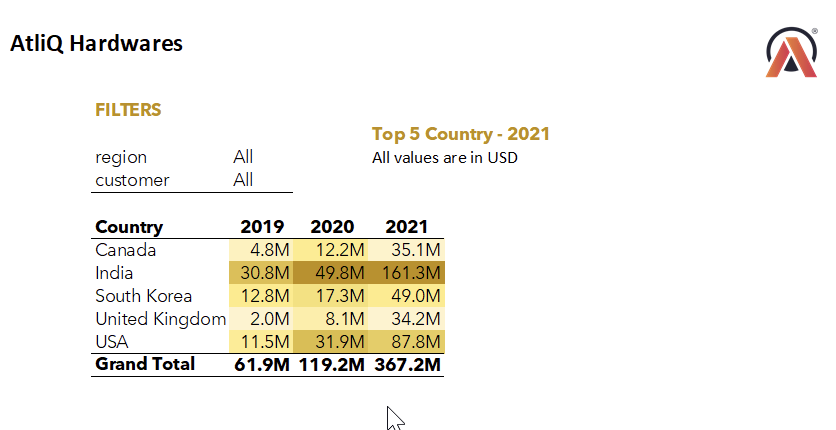 AtliQ Hardwares
®
FILTERS
Top 5 Country - 2021
region All
All values are in USD
customer All
Country 2019 2020 2021
Canada 4.8M 12.2M 35.1M
India 30.8M 49.8M 161.3M
South Korea 12.8M 17.3M 49.0M
United Kingdom 2.0M 8.1M 34.2M
USA 11.5M 31.9M 87.8M
Grand Total 61.9M 119.2M 367.2M